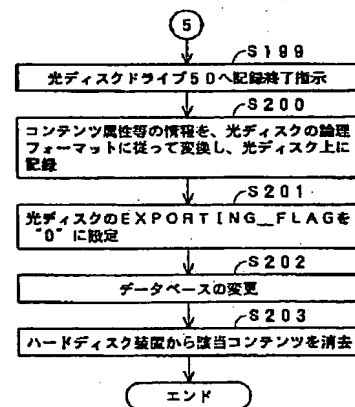 5
S199
光ディスクドライブ50へ記録終了指示
S200
コンテンツ属性等の情報を、光ディスクの論理
フォーマットに従って変換し、光ディスク上に
記録
S201
光ディスクのEXPORTING_FLAGを
"0"に設定
S202
データベースの変更
S203
ハードディスク装置から該当コンテンツを消去
エンド